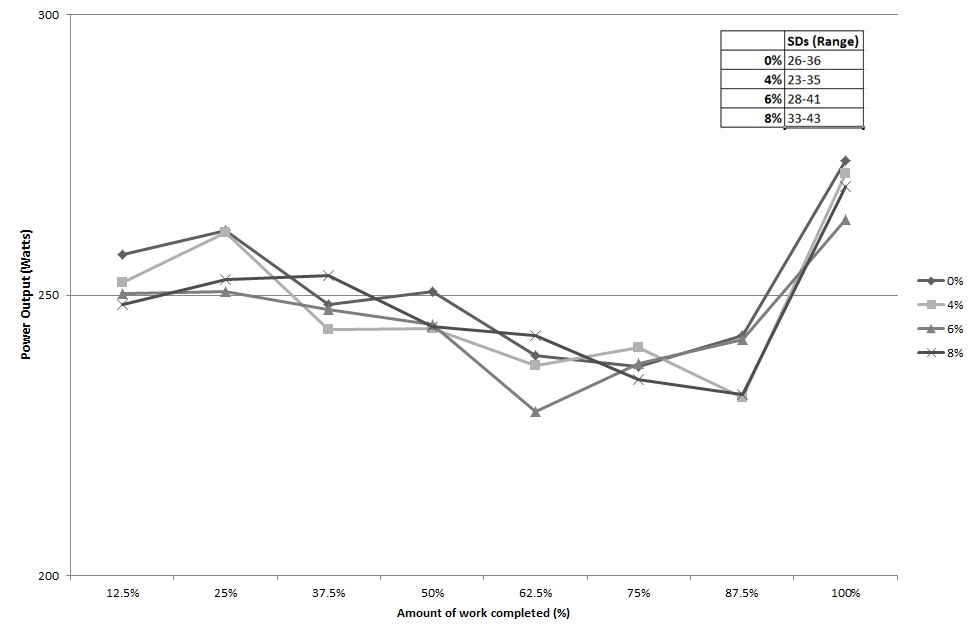 300
SDs (Range)
0% 26-36
4% 23-35
6% 28-41
8% 33-43
Power Output (Watts)
250
0%
4%
6%
8%
200
12.5% 25% 37.5% 50% 62.5% 75% 87.5% 100%
Amount of work completed (%)